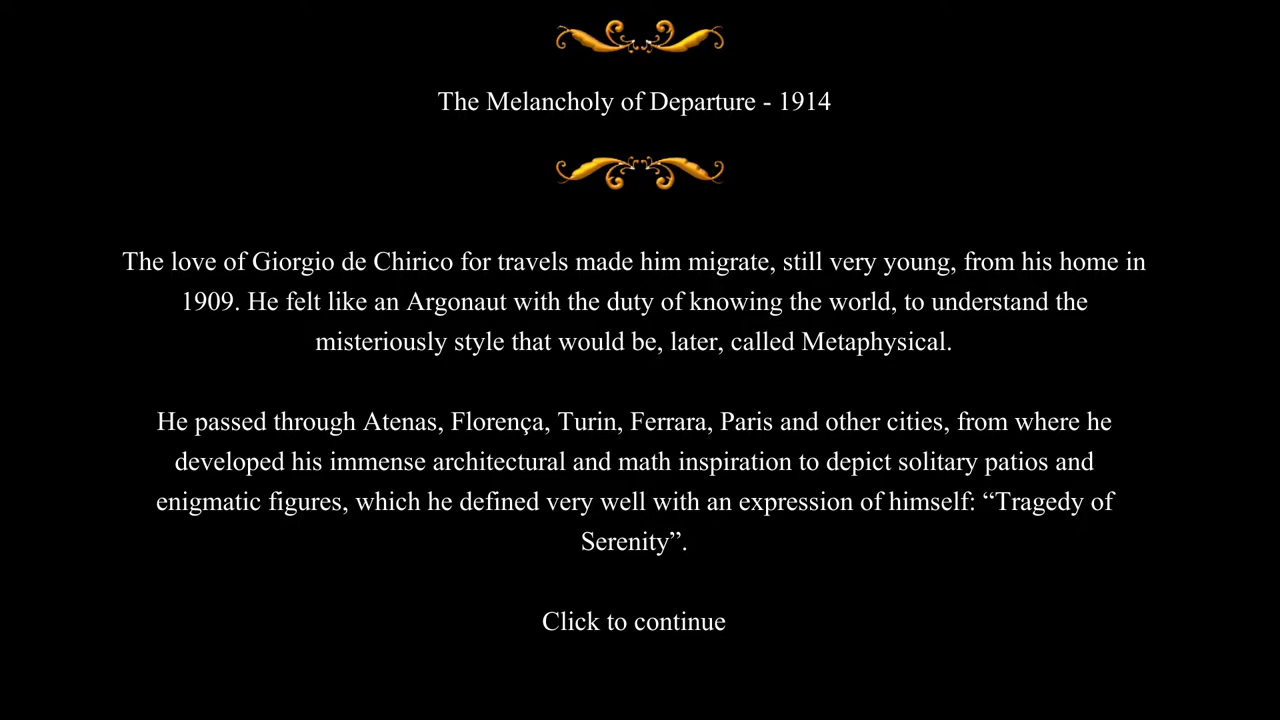 The Melancholy of Departure - 1914
The love of Giorgio de Chirico for travels made him migrate, still very young, from his home in
1909. He felt like an Argonaut with the duty of knowing the world, to understand the
misteriously style that would be, later, called Metaphysical.
He passed through Atenas, Florença, Turin, Ferrara, Paris and other cities, from where he
developed his immense architectural and math inspiration to depict solitary patios and
enigmatic figures, which he defined very well with an expression of himself: “Tragedy of
Serenity”.
Click to continue